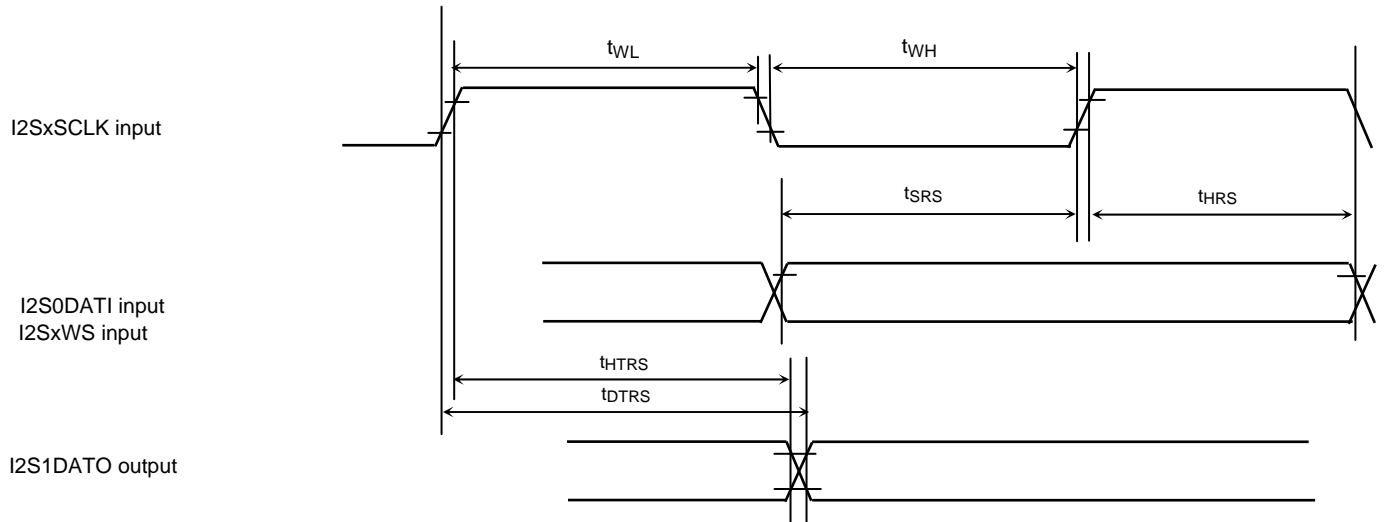 tWL
tWH
I2SxSCLK input
tSRS
tHRS
I2S0DATI input
I2SxWS input
tHTRS
tDTRS
I2S1DATO output